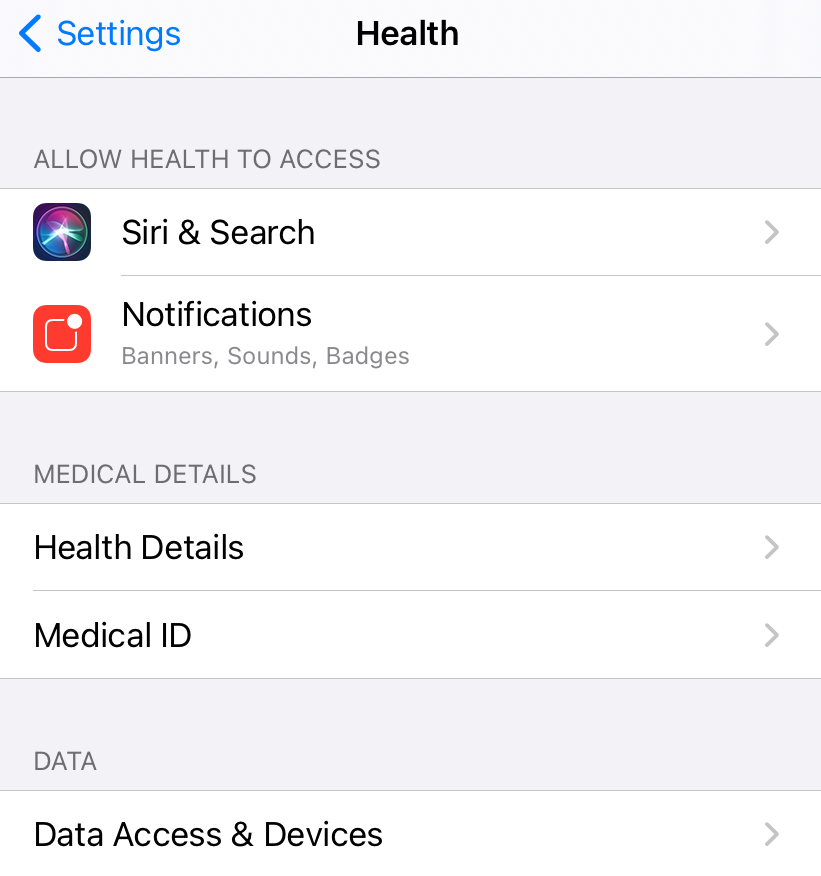 Settings
Health
ALLOW HEALTH TO ACCESS
Siri & Search
Notifications
Banners, Sounds, Badges
MEDICAL DETAILS
Health Details
Medical ID
DATA
Data Access & Devices